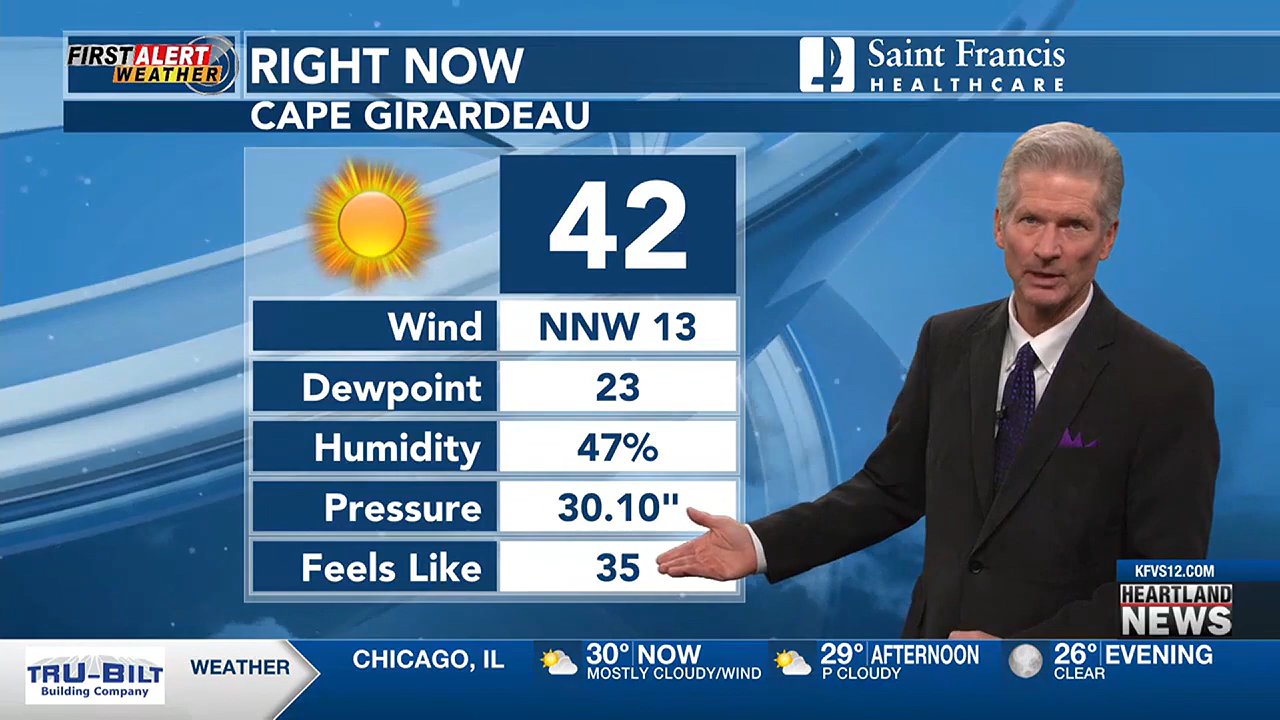 FIRST ALERT
WEATHER
RIGHT NOW
Saint Francis
HEALTHCARE
CAPE GIRARDEAU
42
Wind NNW 13
Dewpoint 23
Humidity 47%
Pressure 30.10"
Feels Like 35
KFVS12.COM
HEARTLAND
NEWS
TRU-BILT
Building Company
WEATHER
CHICAGO, IL
30° NOW
MOSTLY CLOUDY/WIND
29° AFTERNOON
P CLOUDY
26° EVENING
CLEAR